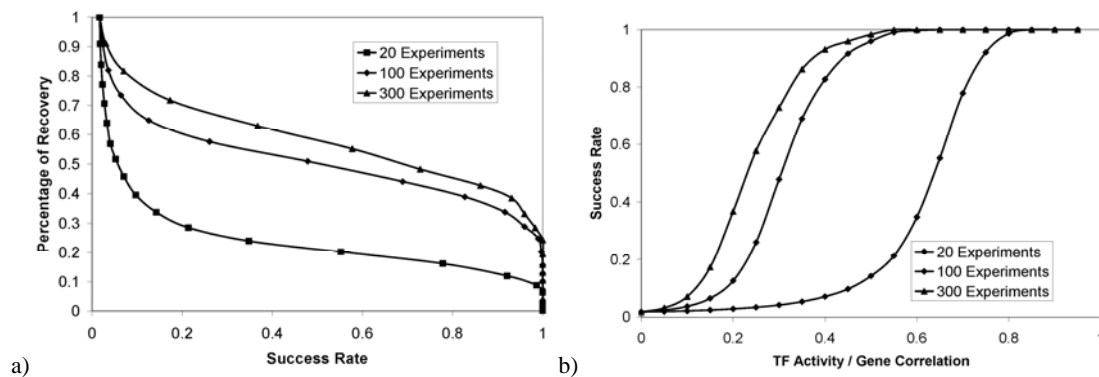 a)
Percentage of Recovery
1
0.9
0.8
0.7
0.6
0.5
0.4
0.3
0.2
0.1
0
20 Experiments
100 Experiments
300 Experiments
0 0.2 0.4 0.6 0.8 1
Success Rate
b)
Success Rate
1
0.8
0.6
0.4
0.2
0
20 Experiments
100 Experiments
300 Experiments
0 0.2 0.4 0.6 0.8 1
TF Activity / Gene Correlation